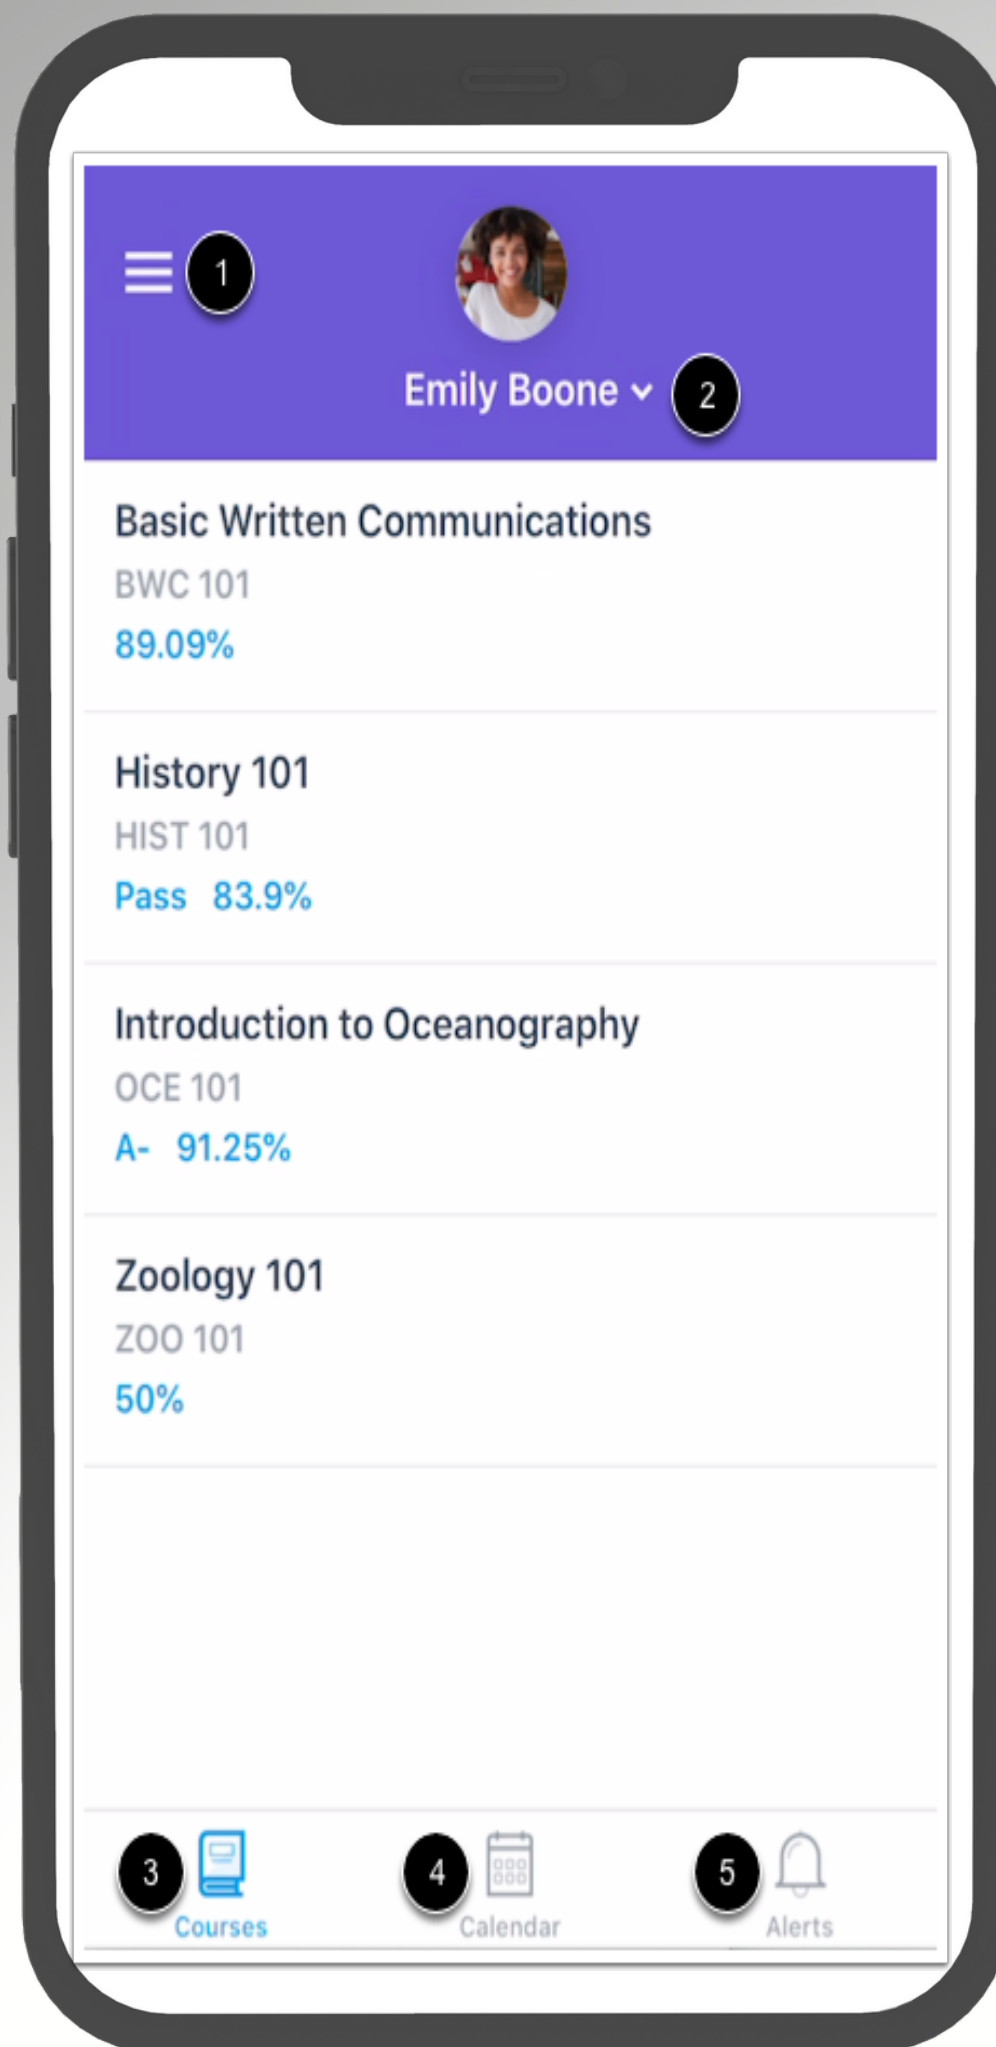 1
Emily Boone 2
Basic Written Communications
BWC 101
89.09%
History 101
HIST 101
Pass 83.9%
Introduction to Oceanography
OCE 101
A- 91.25%
Zoology 101
ZOO 101
50%
3 4 5
Courses Calendar Alerts